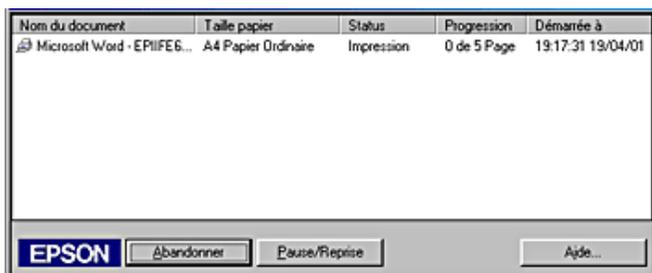 Nom du document Taille papier Status Progression Démarrée à
Microsoft Word - EPIIFE6... A4 Papier Ordinaire Impression 0 de 5 Page 19:17:31 19/04/01
EPSON Abandonner Pause/Reprise Aide...